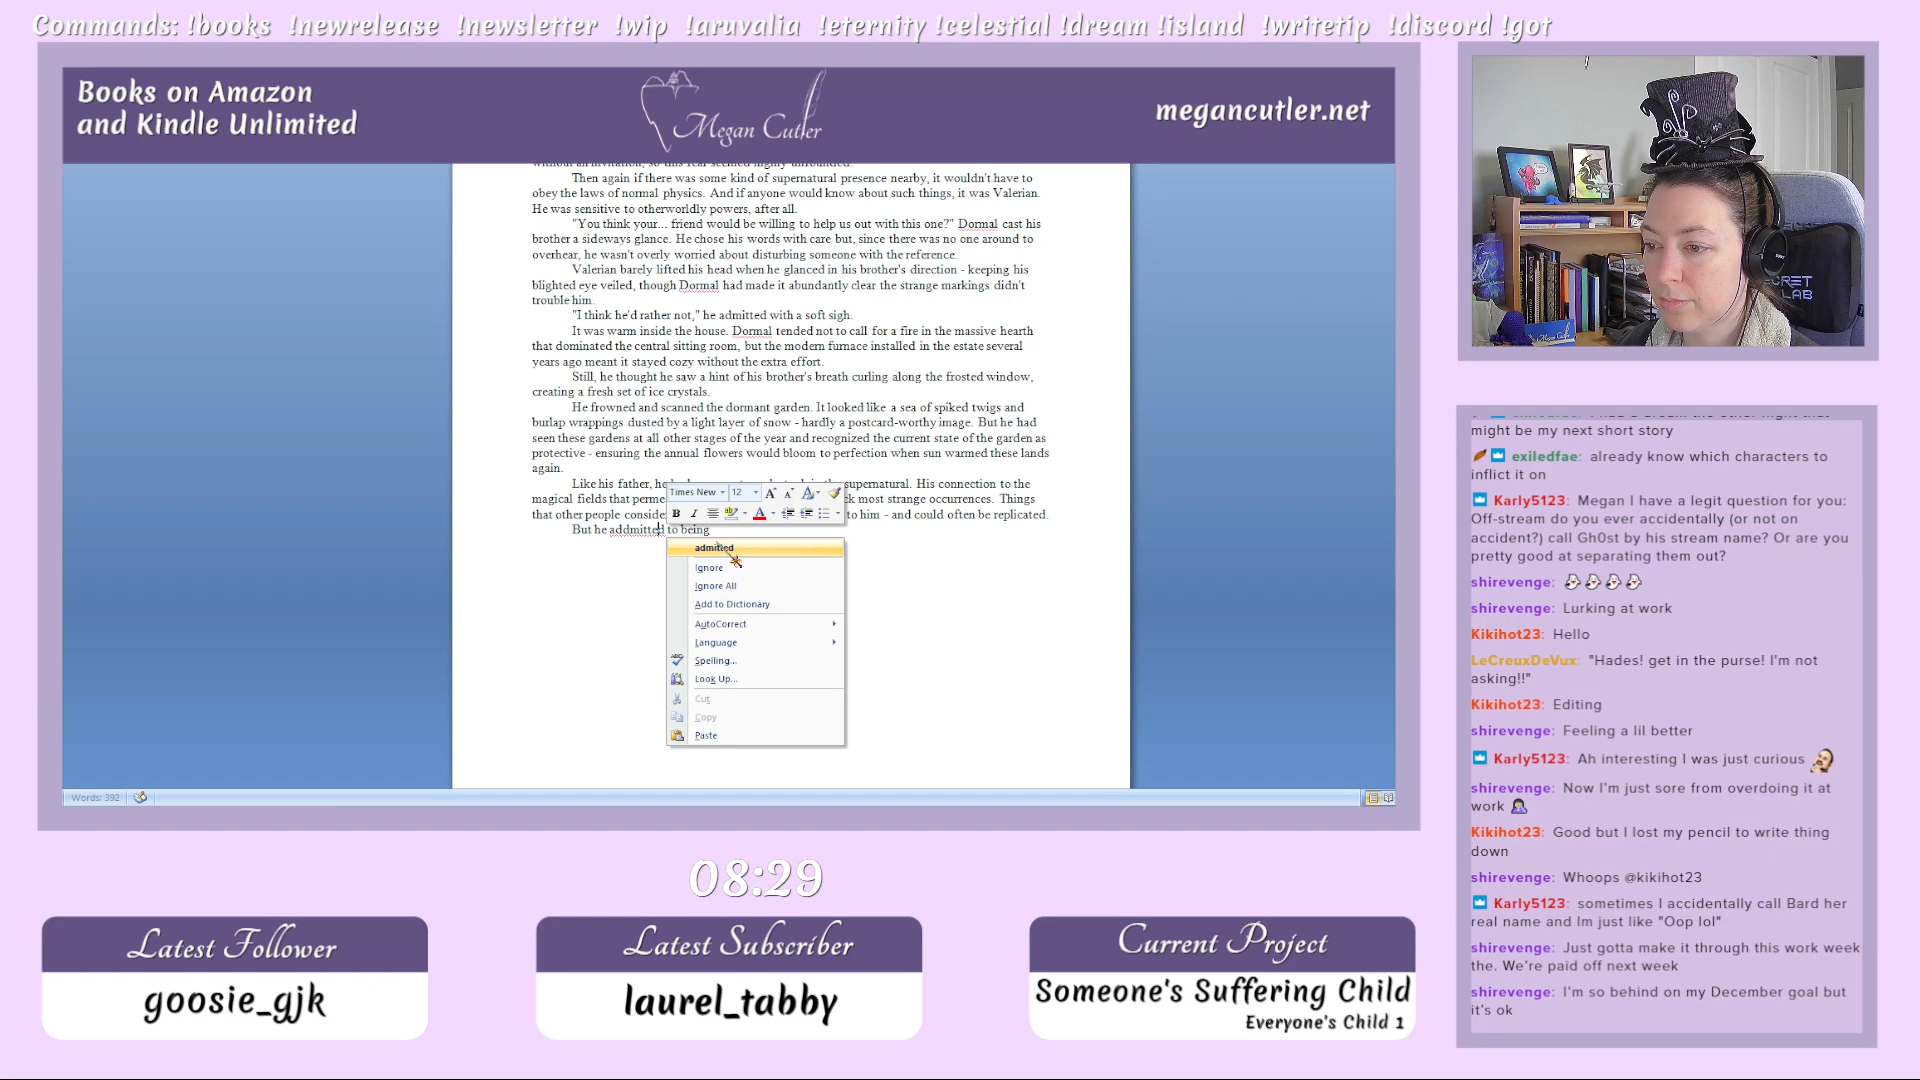 Commands: !books !newrelease !newsletter !wip !aruvalia !eternity !celestial !dream !island !writetip !discord !got
Books on Amazon
and Kindle Unlimited
Megan Cutler
megancutler.net
Then again if there was some kind of supernatural presence nearby, it wouldn't have to
obey the laws of normal physics. And if anyone would know about such things, it was Valerian.
He was sensitive to otherworldly powers, after all.
"You think your... friend would be willing to help us out with this one?" Dormal cast his
brother a sideways glance. He chose his words with care but, since there was no one around to
overhear, he wasn't overly worried about disturbing someone with the reference.
Valerian barely lifted his head when he glanced in his brother's direction - keeping his
blighted eye veiled, though Dormal had made it abundantly clear the strange markings didn't
trouble him.
"I think he'd rather not," he admitted with a soft sigh.
It was warm inside the house. Dormal tended not to call for a fire in the massive hearth
that dominated the central sitting room, but the modern furnace installed in the estate several
years ago meant it stayed cozy without the extra effort.
Still, he thought he saw a hint of his brother's breath curling along the frosted window,
creating a fresh set of ice crystals.
He frowned and scanned the dormant garden. It looked like a sea of spiked twigs and
burlap wrappings dusted by a light layer of snow - hardly a postcard-worthy image. But he had
seen these gardens at all other stages of the year and recognized the current state of the garden as
protective - ensuring the annual flowers would bloom to perfection when sun warmed these lands
again.
Like his father, he supernatural. His connection to the
magical fields that perme k most strange occurrences. Things
that other people conside to him - and could often be replicated.
But he addmitted to being
Times New 12
admitted
Ignore
Ignore All
Add to Dictionary
AutoCorrect
Language
Spelling...
Look Up...
Cut
Copy
Paste
Words: 392
SECRET
LAB
Megan Cutler
might be my next short story
exiledfae: already know which characters to
inflict it on
Karly5123: Megan I have a legit question for you:
Off-stream do you ever accidentally (or not on
accident?) call Gh0st by his stream name? Or are you
pretty good at separating them out?
shirevenge:
shirevenge: Lurking at work
Kikihot23: Hello
LeCreuxDeVux: "Hades! get in the purse! I'm not
asking!!"
Kikihot23: Editing
shirevenge: Feeling a lil better
Karly5123: Ah interesting I was just curious
shirevenge: Now I'm just sore from overdoing it at
work
Kikihot23: Good but I lost my pencil to write thing
down
shirevenge: Whoops @kikihot23
Karly5123: sometimes I accidentally call Bard her
real name and Im just like "Oop lol"
shirevenge: Just gotta make it through this work week
the. We're paid off next week
shirevenge: I'm so behind on my December goal but
it's ok
08:29
Latest Follower
goosie_gjk
Latest Subscriber
laurel_tabby
Current Project
Someone's Suffering Child
Everyone's Child 1